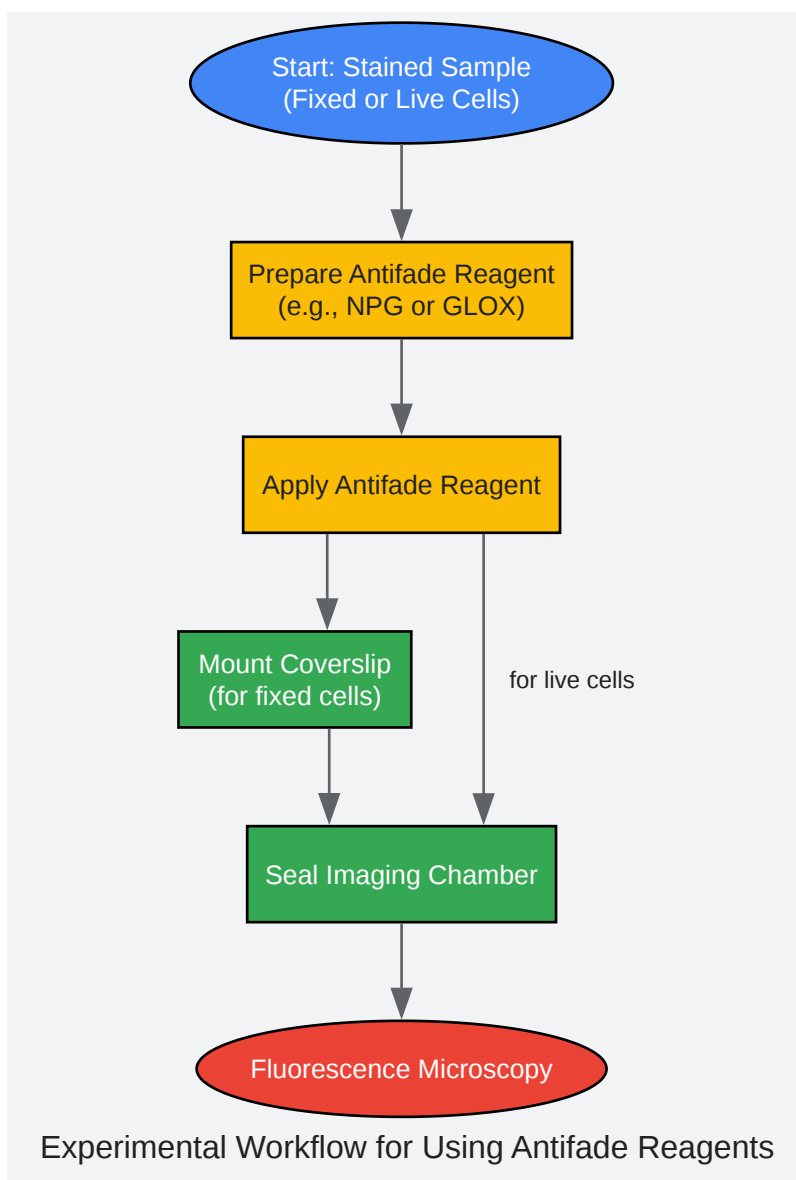 Start: Stained Sample
(Fixed or Live Cells)
Prepare Antifade Reagent
(e.g., NPG or GLOX)
Apply Antifade Reagent
Mount Coverslip
(for fixed cells)
for live cells
Seal Imaging Chamber
Fluorescence Microscopy
Experimental Workflow for Using Antifade Reagents